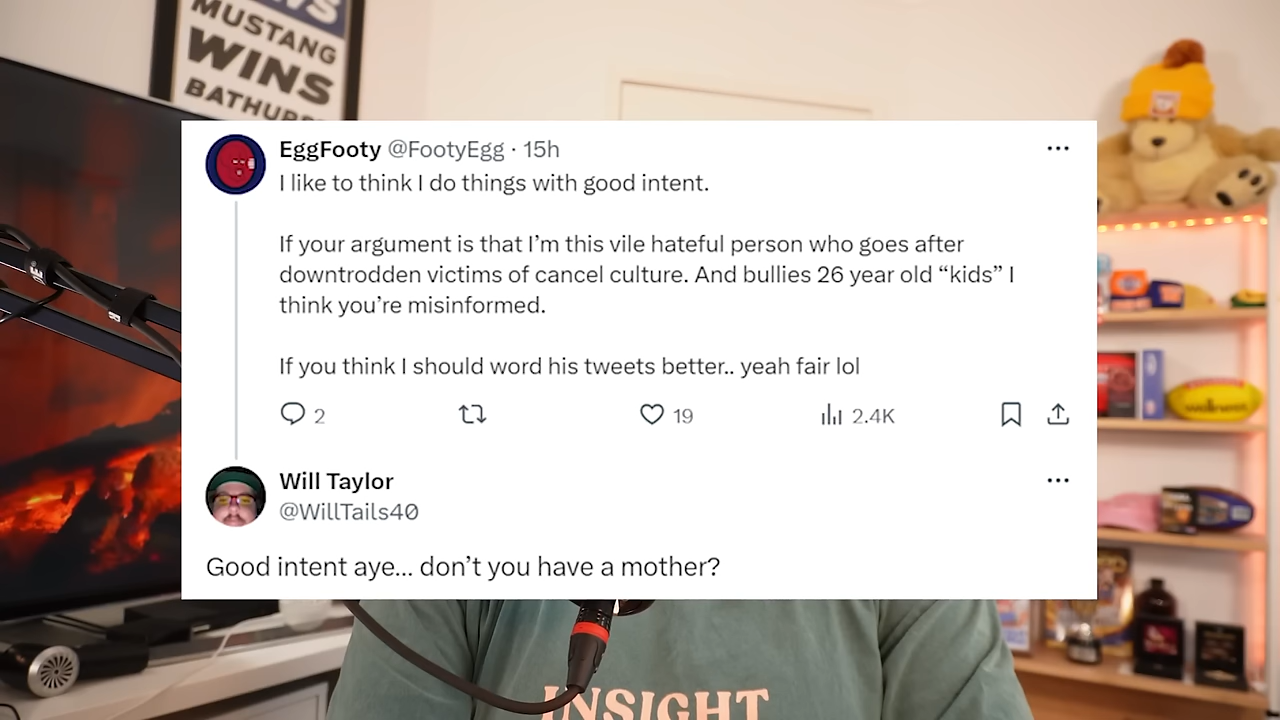 MUSTANG
WINS
BATHUR
EggFooty @FootyEgg · 15h
I like to think I do things with good intent.
If your argument is that I’m this vile hateful person who goes after
downtrodden victims of cancel culture. And bullies 26 year old “kids” I
think you’re misinformed.
If you think I should word his tweets better.. yeah fair lol
2
19
2.4K
Will Taylor
@WillTails40
Good intent aye... don’t you have a mother?
INSIGHT